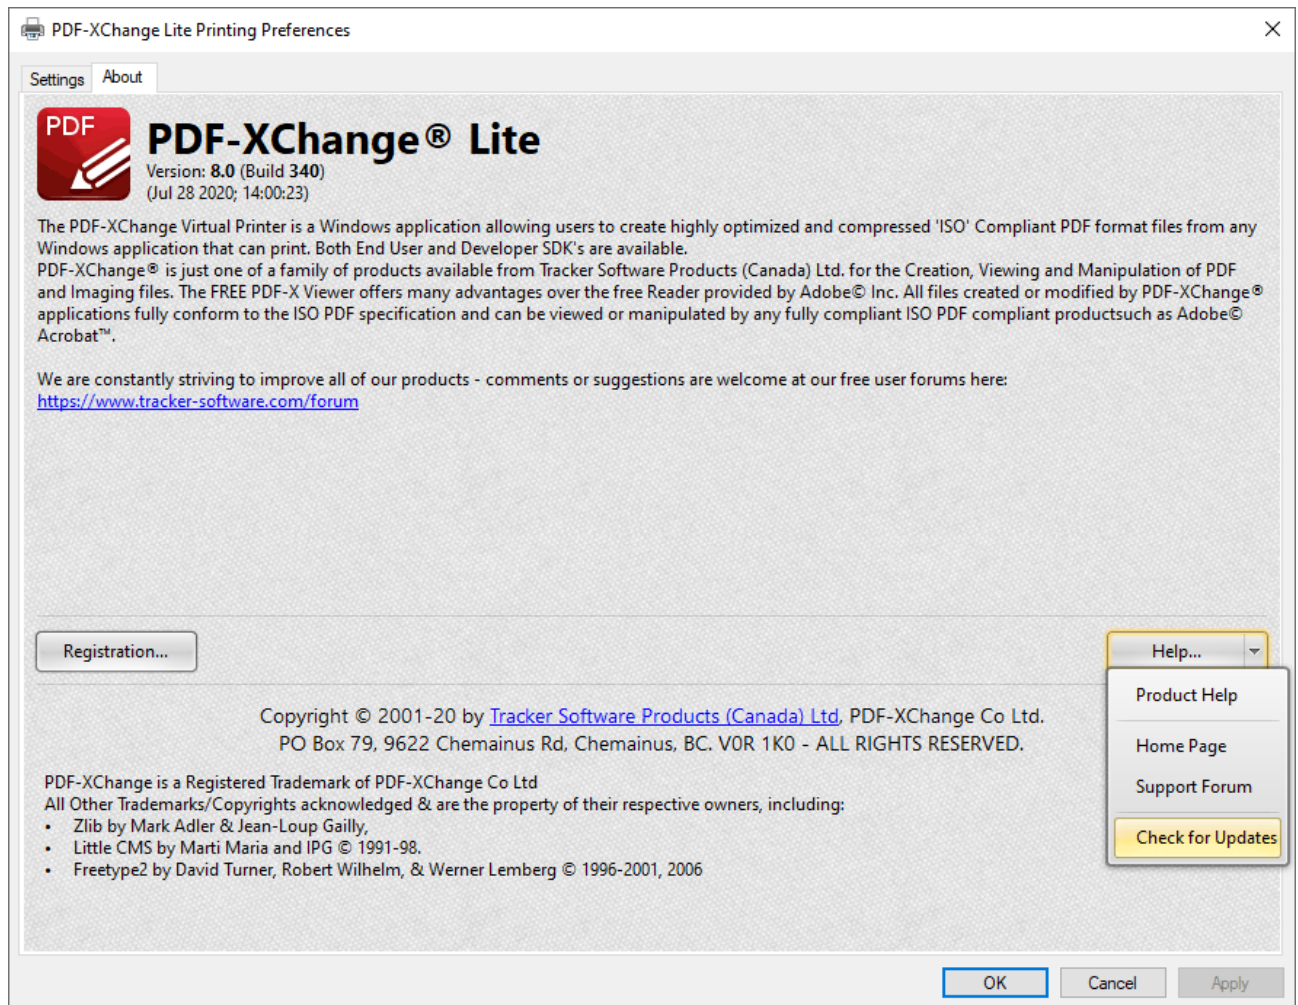 PDF-XChange Lite Printing Preferences
Settings
About
PDF
PDF-XChange® Lite
Version: 8.0 (Build 340)
(Jul 28 2020; 14:00:23)
The PDF-XChange Virtual Printer is a Windows application allowing users to create highly optimized and compressed 'ISO' Compliant PDF format files from any
Windows application that can print. Both End User and Developer SDK's are available.
PDF-XChange® is just one of a family of products available from Tracker Software Products (Canada) Ltd. for the Creation, Viewing and Manipulation of PDF
and Imaging files. The FREE PDF-X Viewer offers many advantages over the free Reader provided by Adobe© Inc. All files created or modified by PDF-XChange®
applications fully conform to the ISO PDF specification and can be viewed or manipulated by any fully compliant ISO PDF compliant productsuch as Adobe©
Acrobat™.
We are constantly striving to improve all of our products - comments or suggestions are welcome at our free user forums here:
https://www.tracker-software.com/forum
Registration...
Help...
Product Help
Home Page
Support Forum
Check for Updates
Copyright © 2001-20 by Tracker Software Products (Canada) Ltd, PDF-XChange Co Ltd.
PO Box 79, 9622 Chemainus Rd, Chemainus, BC. V0R 1K0 - ALL RIGHTS RESERVED.
PDF-XChange is a Registered Trademark of PDF-XChange Co Ltd
All Other Trademarks/Copyrights acknowledged & are the property of their respective owners, including:
• Zlib by Mark Adler & Jean-Loup Gailly,
• Little CMS by Marti Maria and IPG © 1991-98.
• Freetype2 by David Turner, Robert Wilhelm, & Werner Lemberg © 1996-2001, 2006
OK
Cancel
Apply